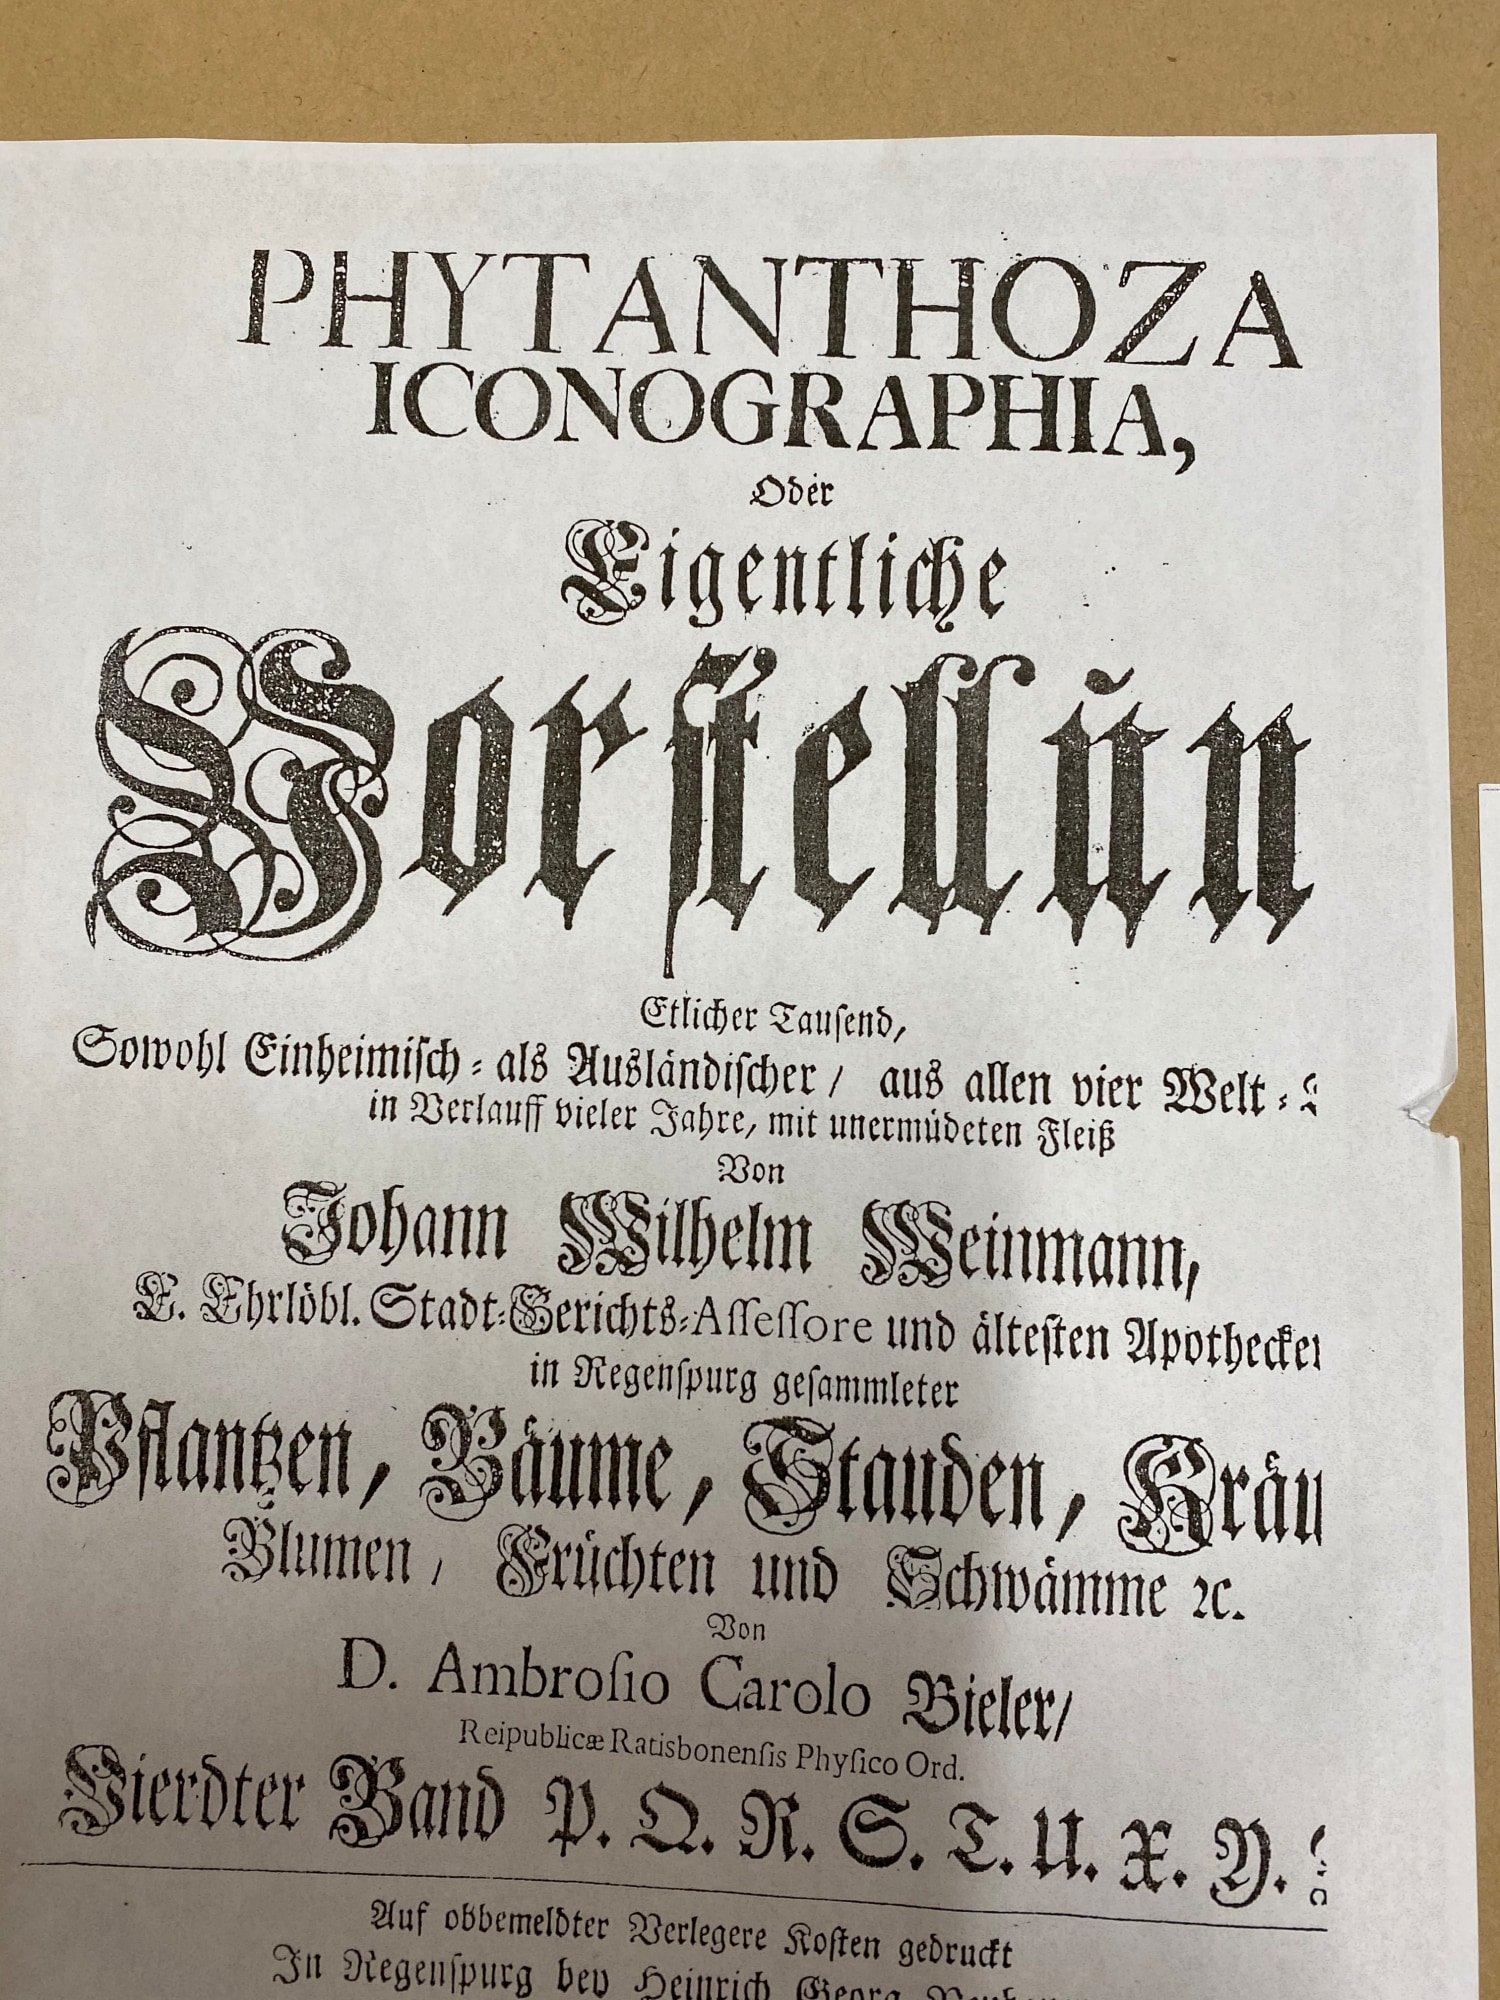 PHYTANTHOZA
ICONOGRAPHIA,
Oder
Eigentliche
Vorstellun
Etlicher Tausend,
Sowohl Einheimisch⸗ als Ausländischer / aus allen vier Welt⸗
in Verlauff vieler Jahre, mit unermüdeten Fleiß
Von
Johann Wilhelm Weinmann,
E. Ehrlöbl. Stadt⸗Gerichts⸗Assessore und ältesten Apothecker
in Regenspurg gesammleter
Pflantzen, Bäume, Stauden, Kräu
Blumen, Früchten und Schwämme ꝛc.
Von
D. Ambrosio Carolo Bieler/
Reipublicæ Ratisbonensis Physico Ord.
Vierdter Band P. Q. R. S. T. U. X. Y.
Auf obbemeldter Verlegere Kosten gedruckt
In Regenspurg bey Heinrich Georg